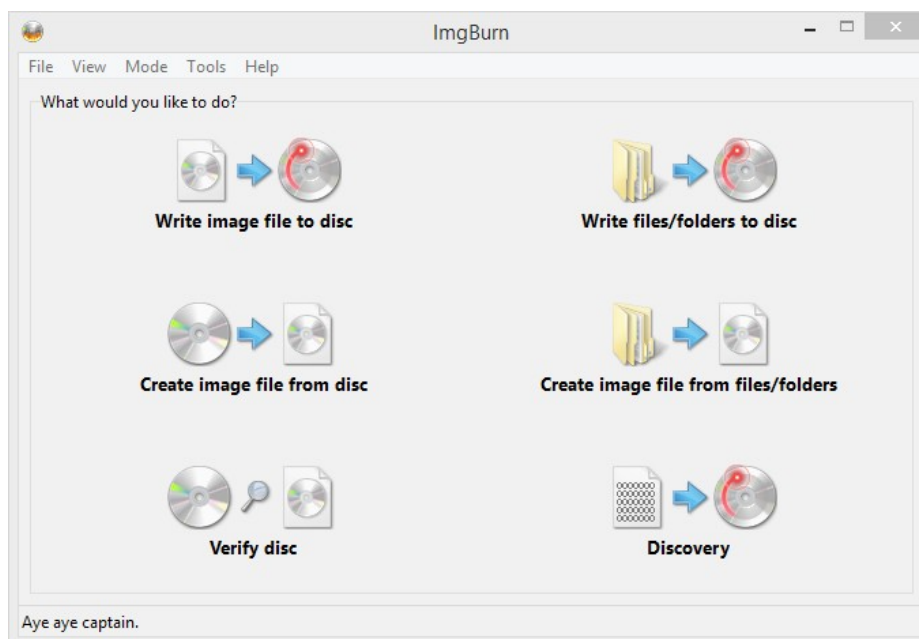 ImgBurn
File View Mode Tools Help
What would you like to do?
Write image file to disc
Write files/folders to disc
Create image file from disc
Create image file from files/folders
Verify disc
Discovery
Aye aye captain.